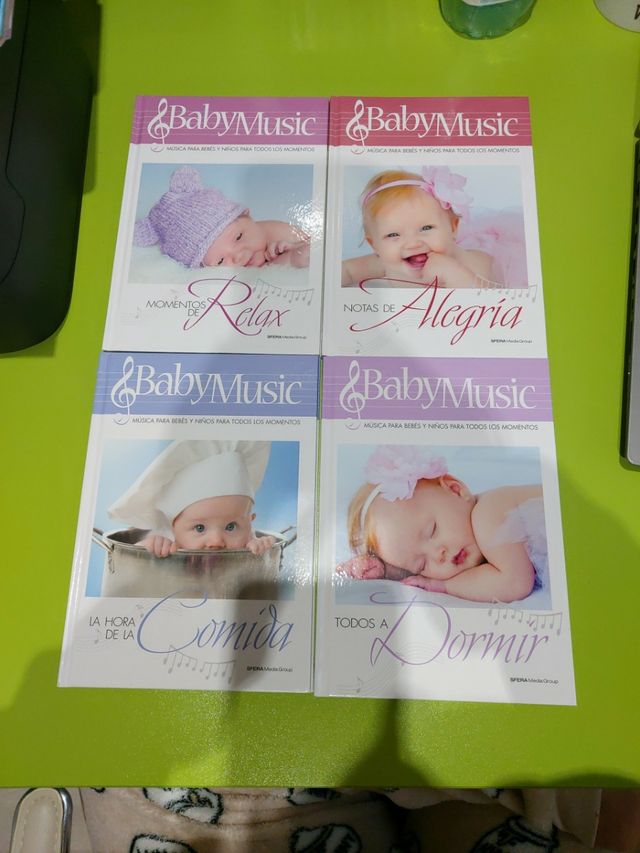 BabyMusic
MÚSICA PARA BEBÉS Y NIÑOS PARA TODOS LOS MOMENTOS
MOMENTOS
DE Relax
SFERA Media Group
BabyMusic
MÚSICA PARA BEBÉS Y NIÑOS PARA TODOS LOS MOMENTOS
NOTAS DE Alegría
SFERA Media Group
BabyMusic
MÚSICA PARA BEBÉS Y NIÑOS PARA TODOS LOS MOMENTOS
LA HORA
DE LA Comida
SFERA Media Group
BabyMusic
MÚSICA PARA BEBÉS Y NIÑOS PARA TODOS LOS MOMENTOS
TODOS A Dormir
SFERA Media Group